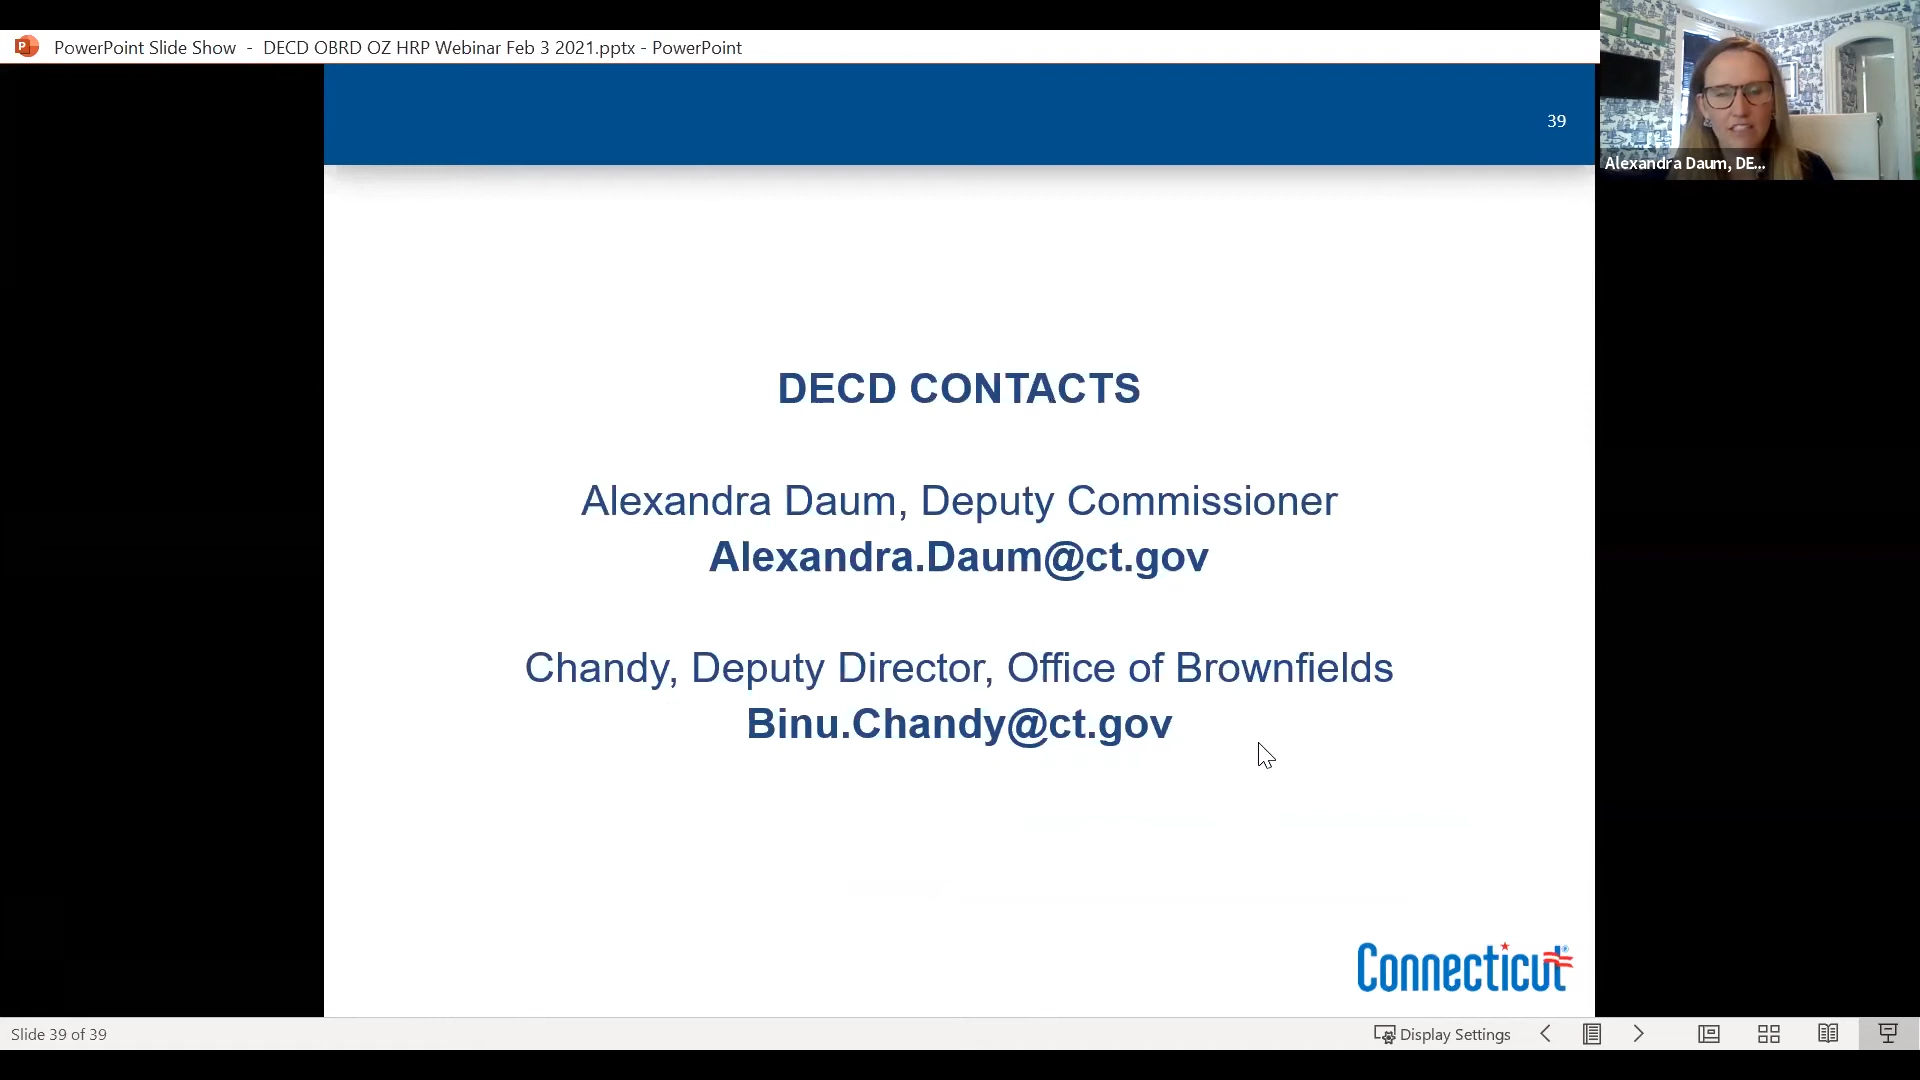 PowerPoint Slide Show - DECD OBRD OZ HRP Webinar Feb 3 2021.pptx - PowerPoint
39
Alexandra Daum, DE...
DECD CONTACTS
Alexandra Daum, Deputy Commissioner
Alexandra.Daum@ct.gov
Chandy, Deputy Director, Office of Brownfields
Binu.Chandy@ct.gov
Connecticut®
Slide 39 of 39
Display Settings